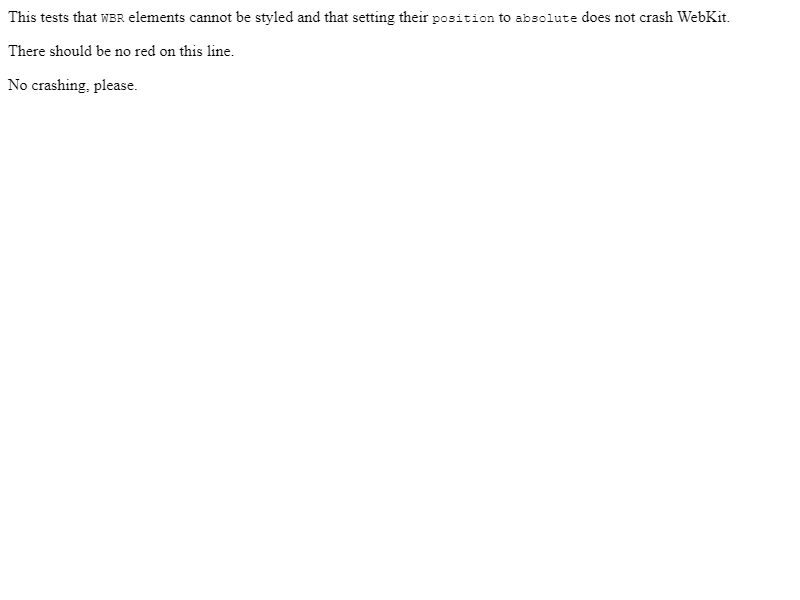 This tests that WBR elements cannot be styled and that setting their position to absolute does not crash WebKit.
There should be no red on this line.
No crashing, please.